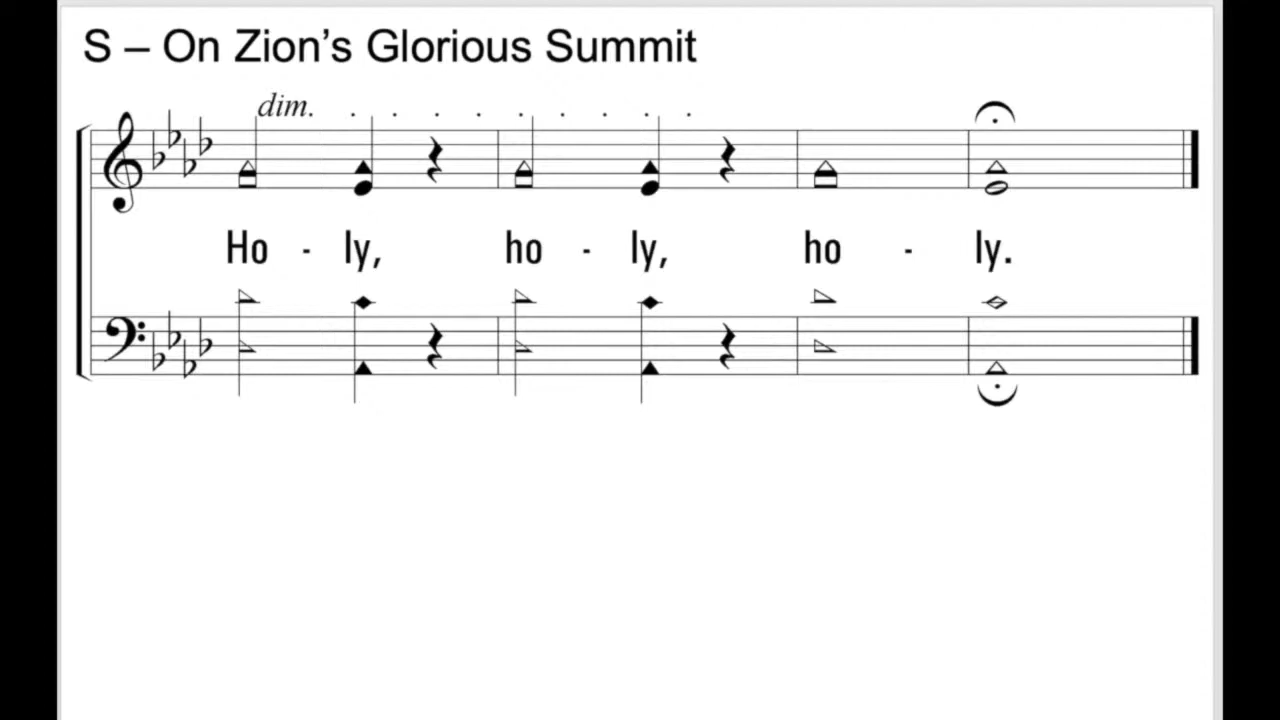 S – On Zion’s Glorious Summit
dim. . . . . . . . . .
Ho - ly, ho - ly, ho - ly.